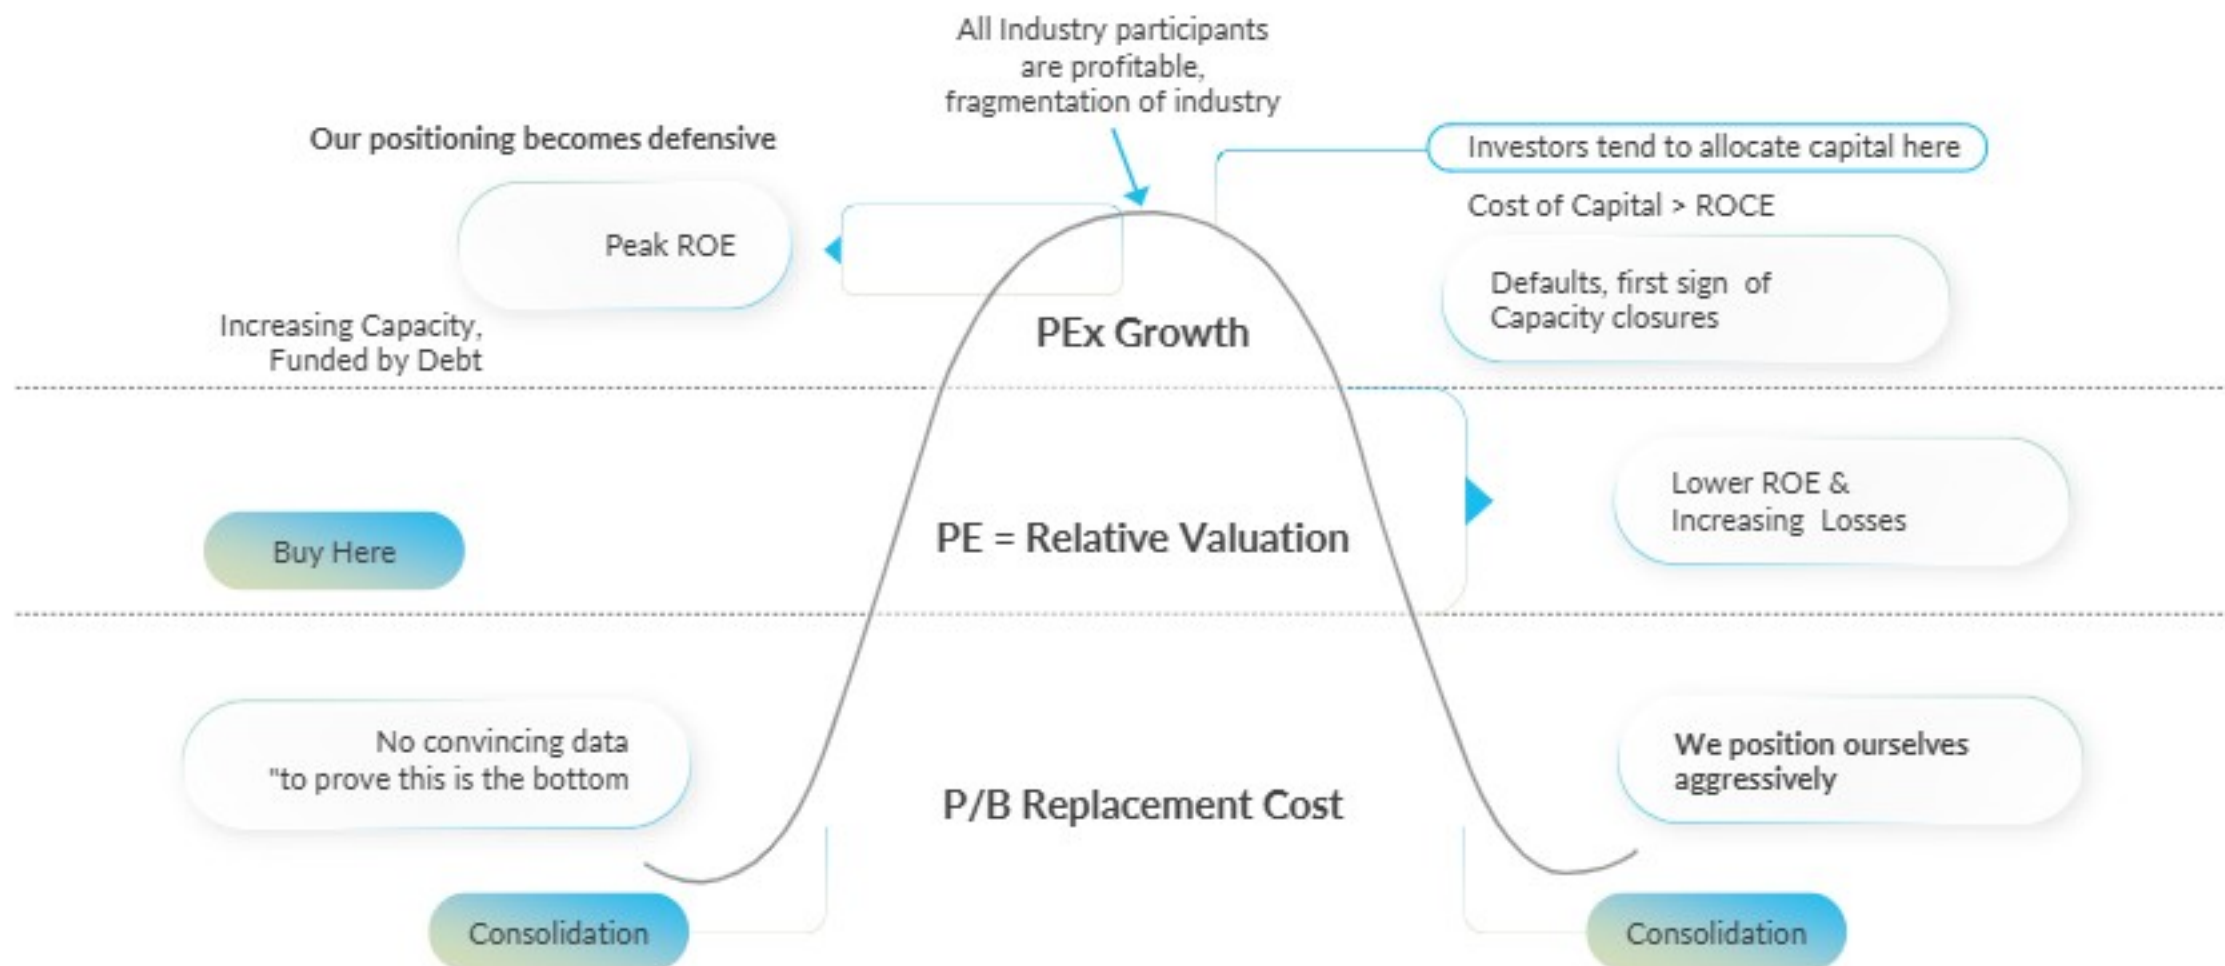 All Industry participants
are profitable,
fragmentation of industry
Our positioning becomes defensive
Investors tend to allocate capital here
Cost of Capital > ROCE
Peak ROE
Defaults, first sign of
Capacity closures
Increasing Capacity,
Funded by Debt
PEx Growth
Lower ROE &
Increasing Losses
Buy Here
PE = Relative Valuation
No convincing data
"to prove this is the bottom
We position ourselves
aggressively
P/B Replacement Cost
Consolidation
Consolidation